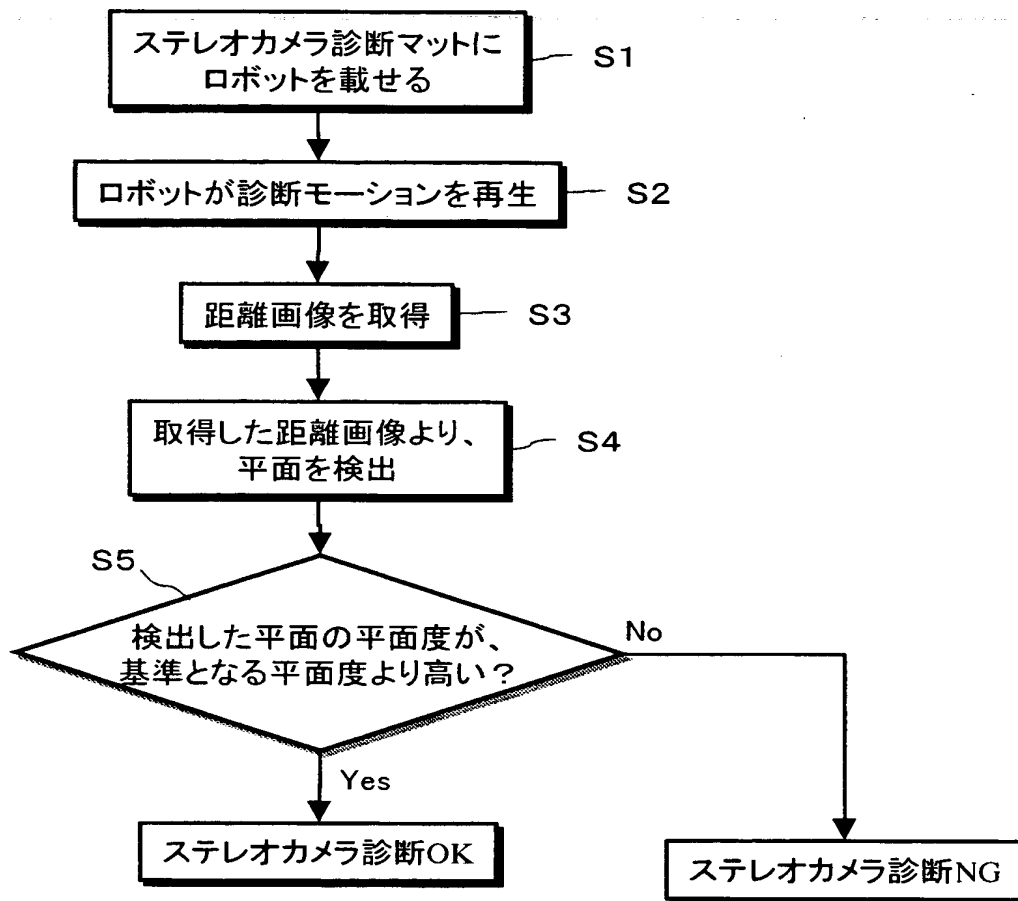 ステレオカメラ診断マットに
ロボットを載せる
S1
ロボットが診断モーションを再生
S2
距離画像を取得
S3
取得した距離画像より、
平面を検出
S4
S5
検出した平面の平面度が、
基準となる平面度より高い？
No
Yes
ステレオカメラ診断OK
ステレオカメラ診断NG